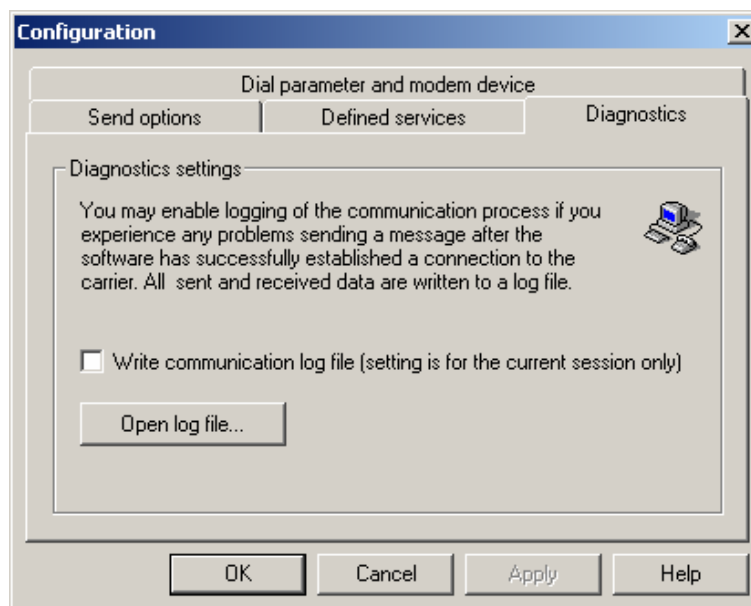 Configuration
Dial parameter and modem device
Send options
Defined services
Diagnostics
Diagnostics settings
You may enable logging of the communication process if you
experience any problems sending a message after the
software has successfully established a connection to the
carrier. All  sent and received data are written to a log file.
Write communication log file (setting is for the current session only)
Open log file...
OK
Cancel
Apply
Help